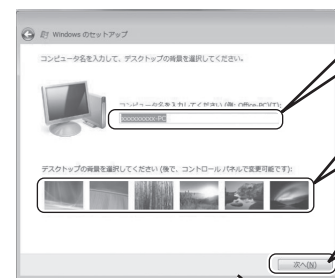 Windows のセットアップ
コンピュータ名を入力して、デスクトップの背景を選択してください。
コンピュータ名を入力してください (例: Office-PC)(T):
xxxxxxxxx-PC
デスクトップの背景を選択してください (後で、コントロール パネルで変更可能です):
次へ(N)